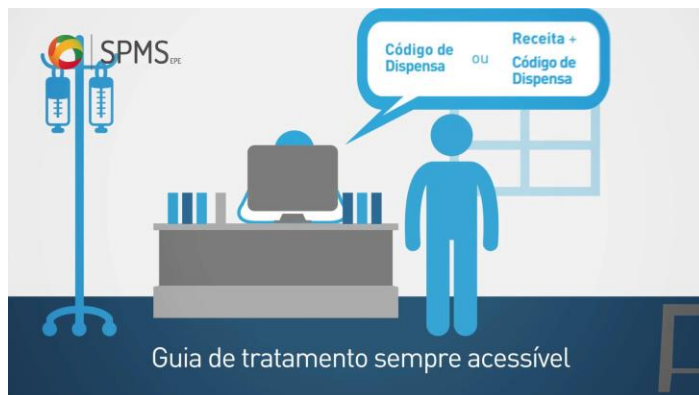 SPMS EPE
Código de
Dispensa
ou
Receita +
Código de
Dispensa
Guia de tratamento sempre acessível